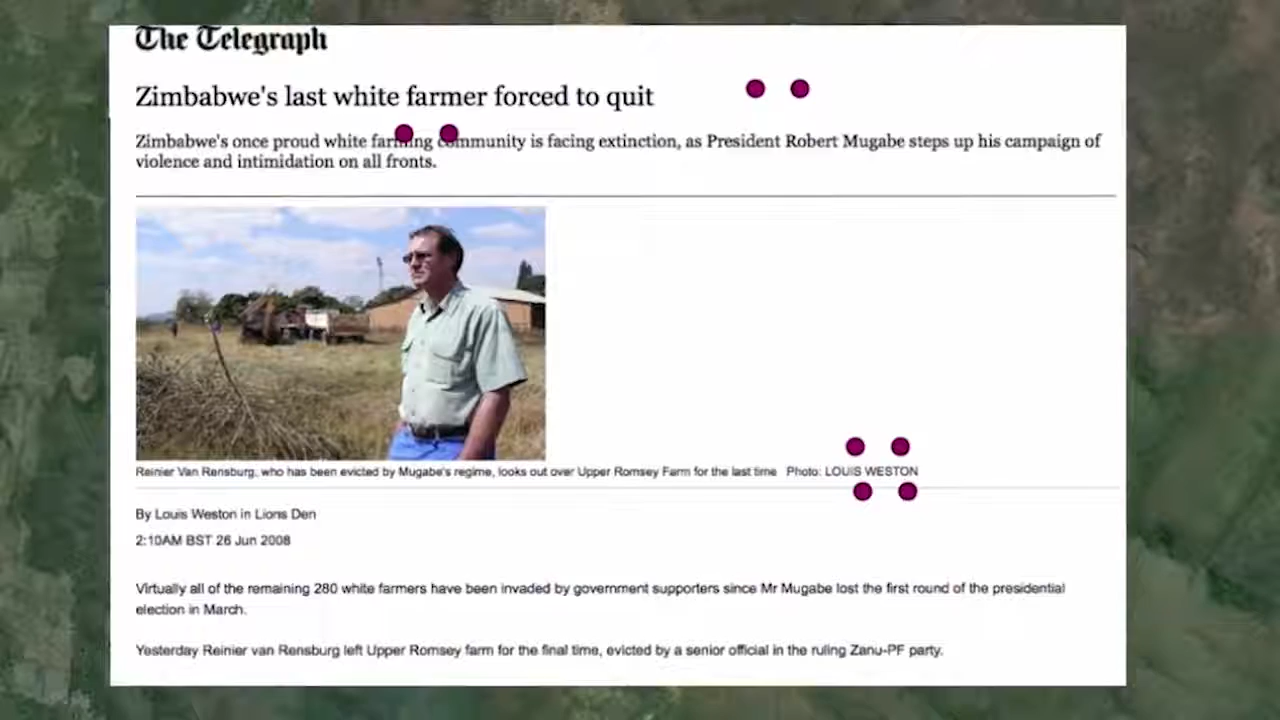 The Telegraph
Zimbabwe's last white farmer forced to quit
Zimbabwe's once proud white farming community is facing extinction, as President Robert Mugabe steps up his campaign of
violence and intimidation on all fronts.
Reinier Van Rensburg, who has been evicted by Mugabe's regime, looks out over Upper Romsey Farm for the last time Photo: LOUIS WESTON
By Louis Weston in Lions Den
2:10AM BST 26 Jun 2008
Virtually all of the remaining 280 white farmers have been invaded by government supporters since Mr Mugabe lost the first round of the presidential
election in March.
Yesterday Reinier van Rensburg left Upper Romsey farm for the final time, evicted by a senior official in the ruling Zanu-PF party.